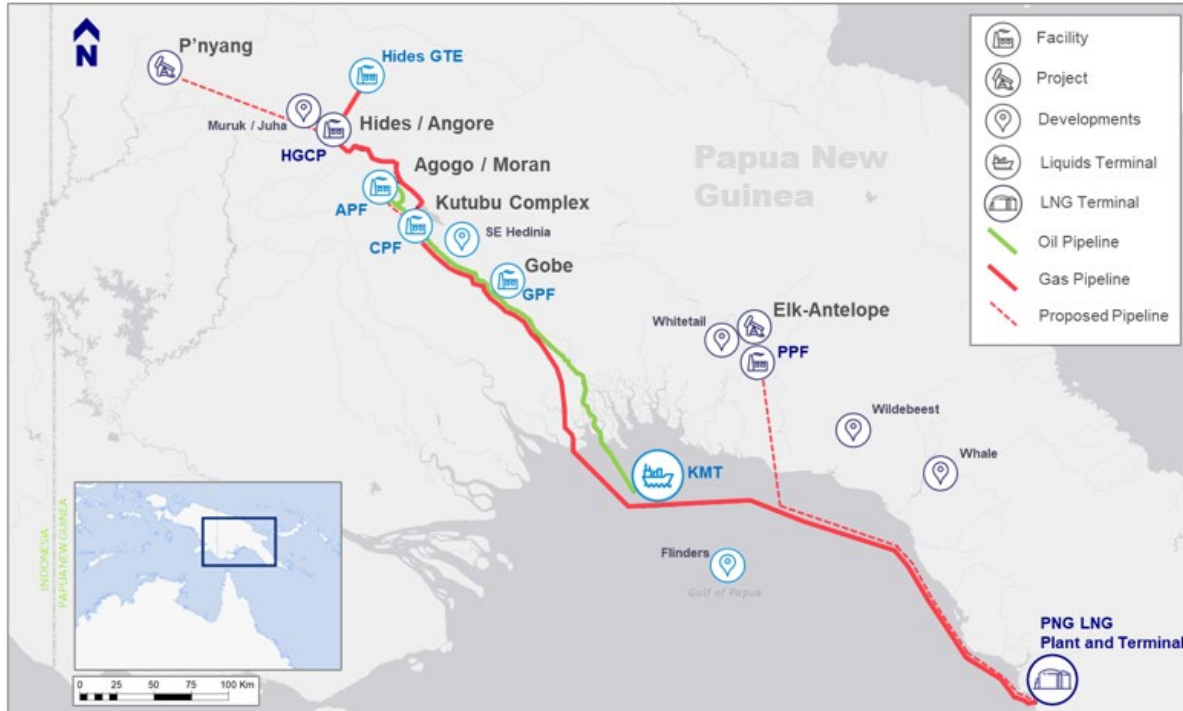 N
P'nyang
Hides GTE
Muruk / Juha
HGCP
Hides / Angore
Agogo / Moran
APF
Kutubu Complex
CPF
SE Hedinia
Gobe
GPF
Papua New
Guinea
Whitetail
Elk-Antelope
PPF
Wildebeest
Whale
KMT
Flinders
Gulf of Papua
PNG LNG
Plant and Terminal
INDONESIA
PAPUA NEW GUINEA
0 25 50 75 100 Km
Facility
Project
Developments
Liquids Terminal
LNG Terminal
Oil Pipeline
Gas Pipeline
Proposed Pipeline